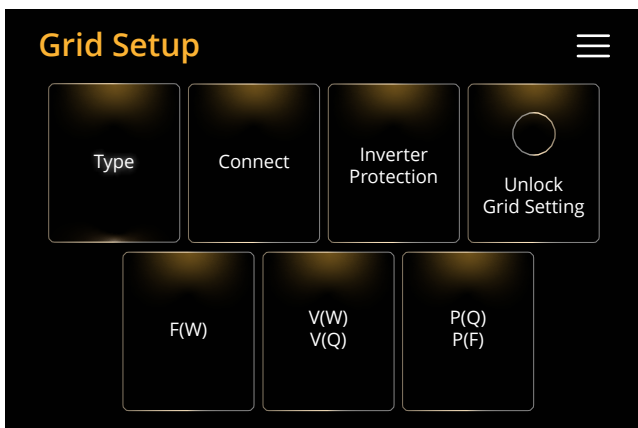 Grid Setup
Type
Connect
Inverter
Protection
Unlock
Grid Setting
F(W)
V(W)
V(Q)
P(Q)
P(F)